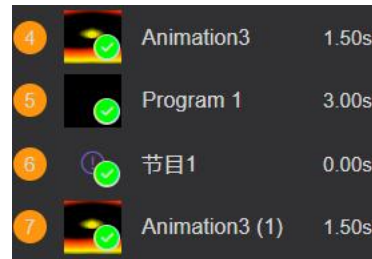 4 Animation3 1.50s
5 Program 1 3.00s
6 节目1 0.00s
7 Animation3 (1) 1.50s